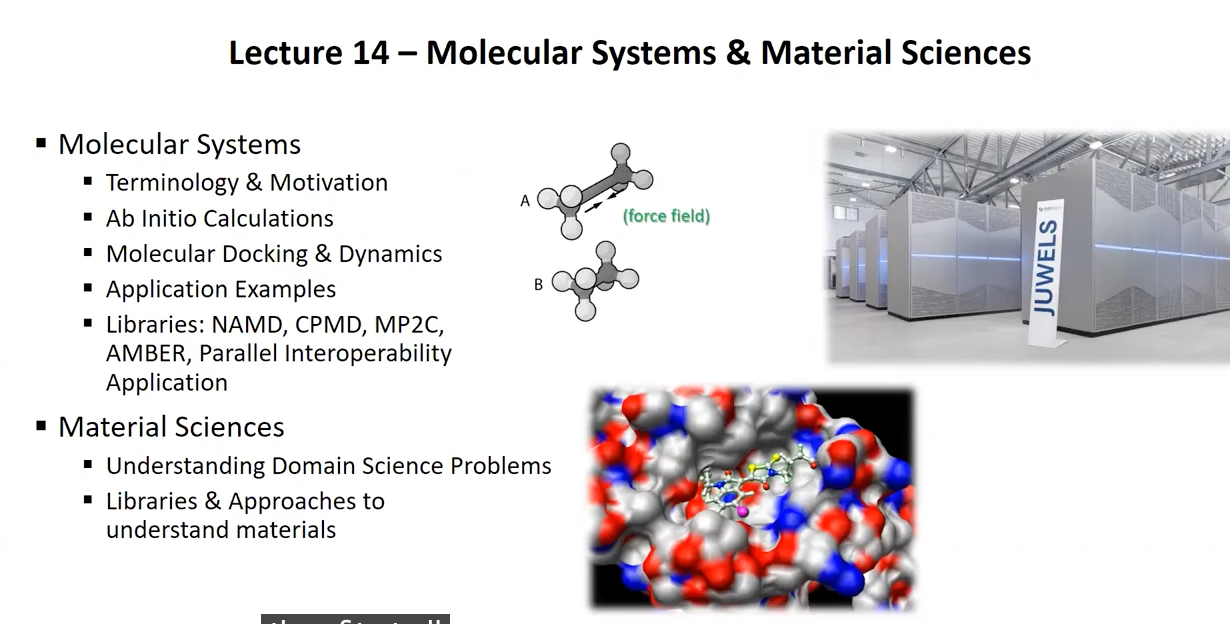 Lecture 14 – Molecular Systems & Material Sciences
▪ Molecular Systems
▪ Terminology & Motivation
▪ Ab Initio Calculations
▪ Molecular Docking & Dynamics
▪ Application Examples
▪ Libraries: NAMD, CPMD, MP2C,
AMBER, Parallel Interoperability
Application
▪ Material Sciences
▪ Understanding Domain Science Problems
▪ Libraries & Approaches to
understand materials
A
(force field)
B
JUWELS